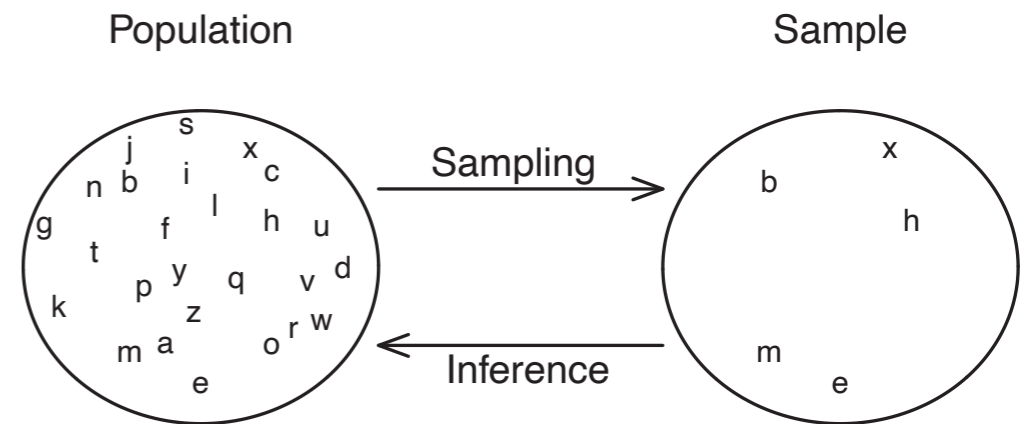 Population
Sample
s
j x
i c
n b
l
g f h u
t
y q v d
p
k z
r w
m a o
e
Sampling
Inference
x
b
h
m
e